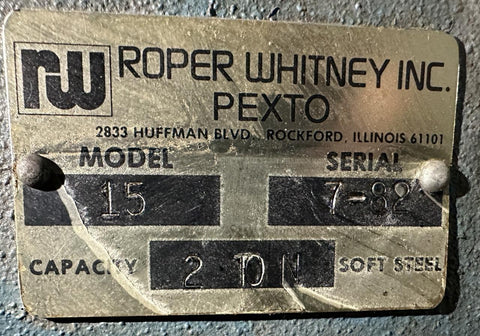 rw ROPER WHITNEY INC.
PEXTO
2833 HUFFMAN BLVD. ROCKFORD, ILLINOIS 61101
MODEL SERIAL
15 7-82
CAPACITY 2 TON SOFT STEEL